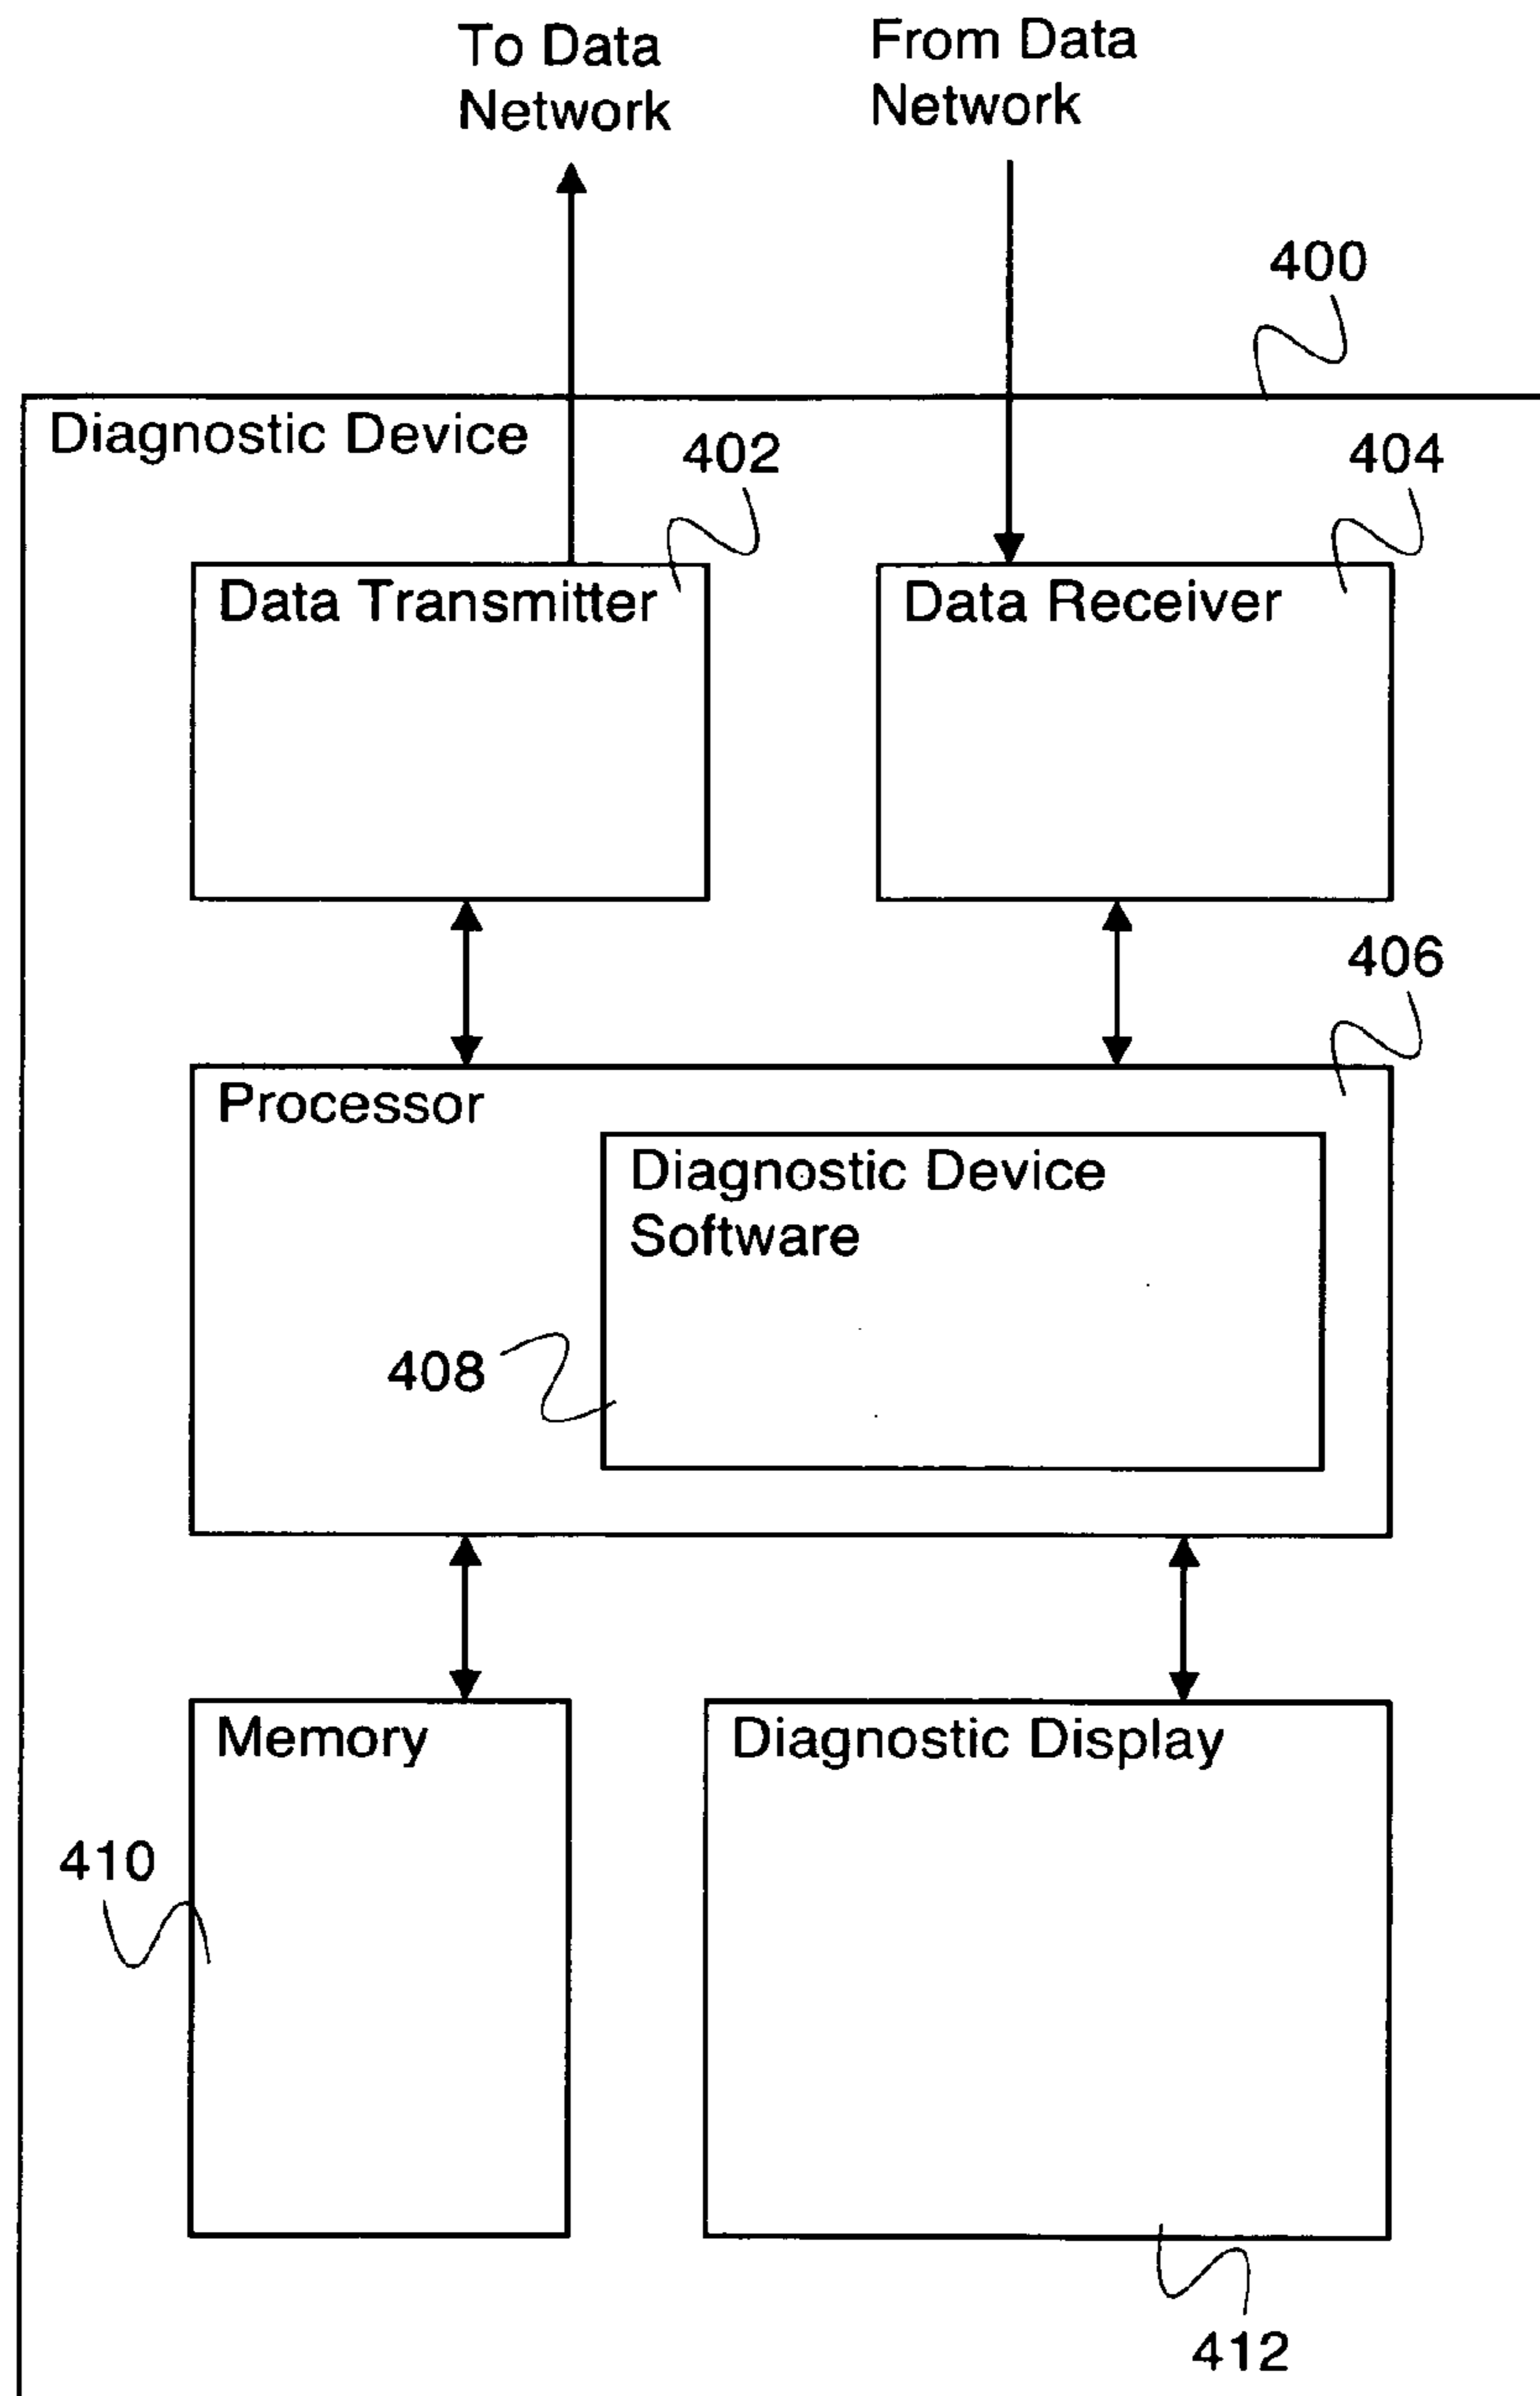 To Data
Network
From Data
Network
400
Diagnostic Device
402
404
Data Transmitter
Data Receiver
406
Processor
Diagnostic Device
Software
408
Memory
Diagnostic Display
410
412